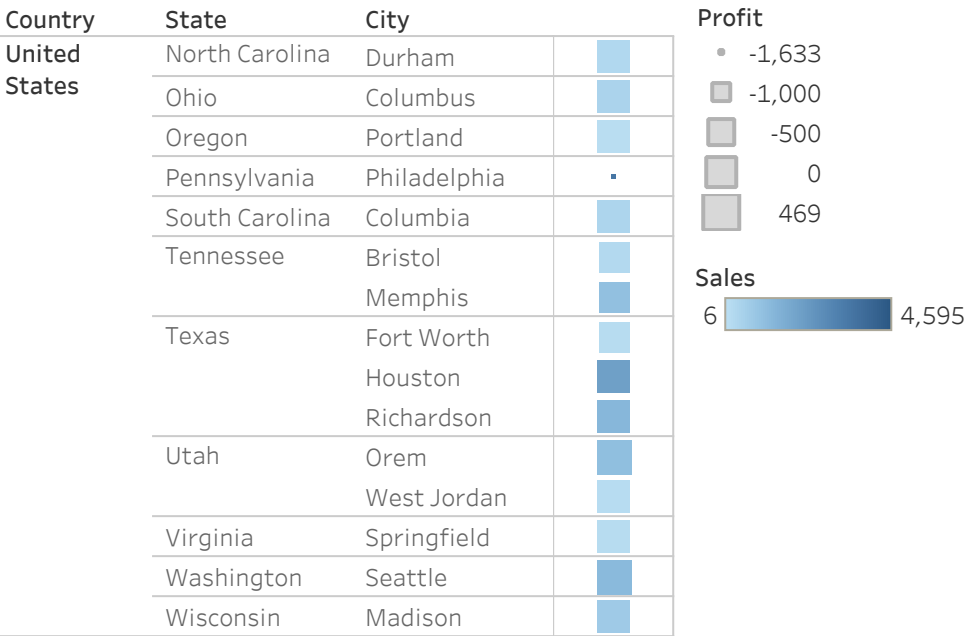 Country State City
United States North Carolina Durham
Ohio Columbus
Oregon Portland
Pennsylvania Philadelphia
South Carolina Columbia
Tennessee Bristol
Memphis
Texas Fort Worth
Houston
Richardson
Utah Orem
West Jordan
Virginia Springfield
Washington Seattle
Wisconsin Madison
Profit
-1,633
-1,000
-500
0
469
Sales
6 4,595